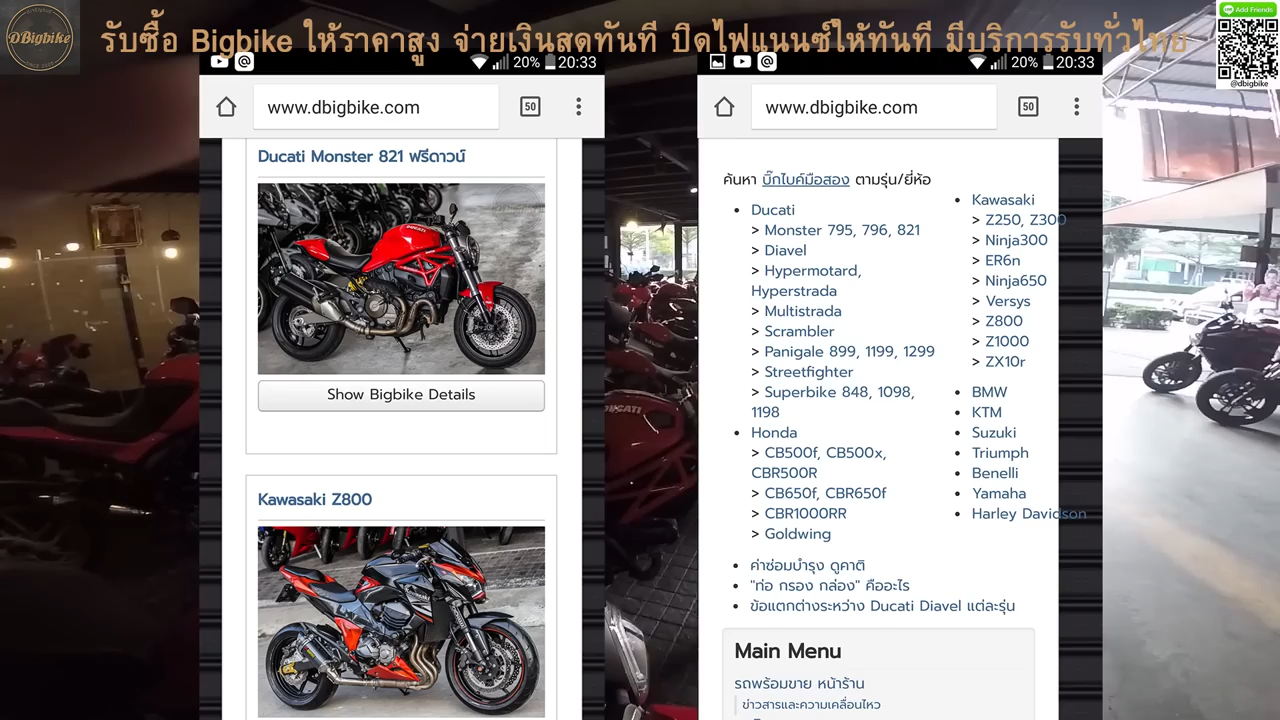 รับซื้อ Bigbike ให้ราคาสูง จ่ายเงินสดทันที ปิดไฟแนนซ์ให้ทันที มีบริการรับทั่วไทย
DBigbike
Add Friends
@dbigbike
20% 20:33
www.dbigbike.com
50
Ducati Monster 821 ฟรีดาวน์
Show Bigbike Details
Kawasaki Z800
20% 20:33
www.dbigbike.com
50
ค้นหา บิ๊กไบค์มือสอง ตามรุ่น/ยี่ห้อ
• Ducati
> Monster 795, 796, 821
> Diavel
> Hypermotard,
Hyperstrada
> Multistrada
> Scrambler
> Panigale 899, 1199, 1299
> Streetfighter
> Superbike 848, 1098,
1198
• Honda
> CB500f, CB500x,
CBR500R
> CB650f, CBR650f
> CBR1000RR
> Goldwing
• Kawasaki
> Z250, Z300
> Ninja300
> ER6n
> Ninja650
> Versys
> Z800
> Z1000
> ZX10r
• BMW
• KTM
• Suzuki
• Triumph
• Benelli
• Yamaha
• Harley Davidson
• ค่าซ่อมบำรุง ดูคาติ
• "ท่อ กรอง กล่อง" คืออะไร
• ข้อแตกต่างระหว่าง Ducati Diavel แต่ละรุ่น
Main Menu
รถพร้อมขาย หน้าร้าน
ข่าวสารและความเคลื่อนไหว
DUCATI